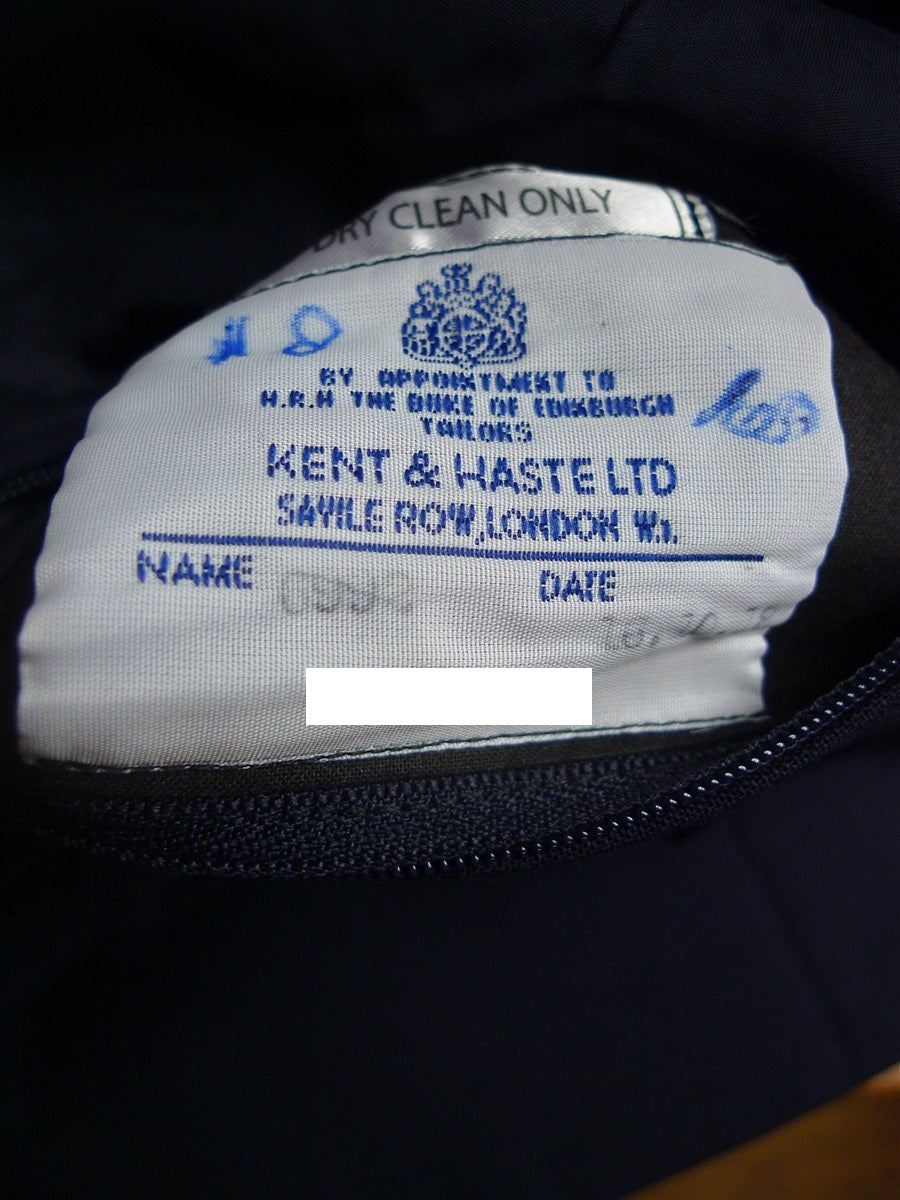 DRY CLEAN ONLY
BY APPOINTMENT TO
H.R.H THE DUKE OF EDINBURGH
TAILORS
KENT & HASTE LTD
SAVILE ROW, LONDON W1.
NAME DATE